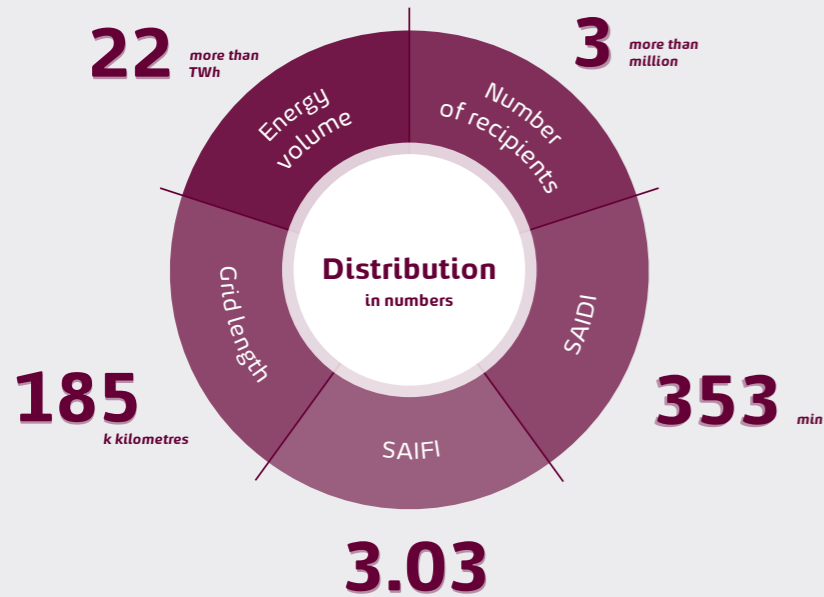 22
more than
TWh
3
more than
million
Energy
volume
Number
of recipients
Distribution
in numbers
Grid length
SAIDI
185
k kilometres
353
min
SAIFI
3.03